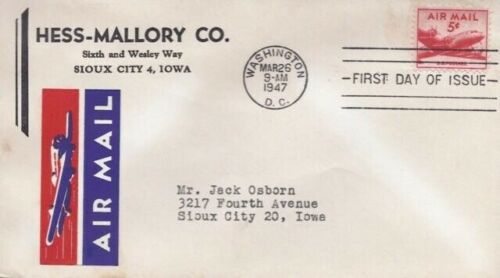 HESS-MALLORY CO.
Sixth and Wesley Way
SIOUX CITY 4, IOWA
AIR MAIL
WASHINGTON
MAR 26
9-AM
1947
D.C.
FIRST DAY OF ISSUE
AIR MAIL
5¢
U.S. POSTAGE
Mr. Jack Osborn
3217 Fourth Avenue
Sioux City 20, Iowa